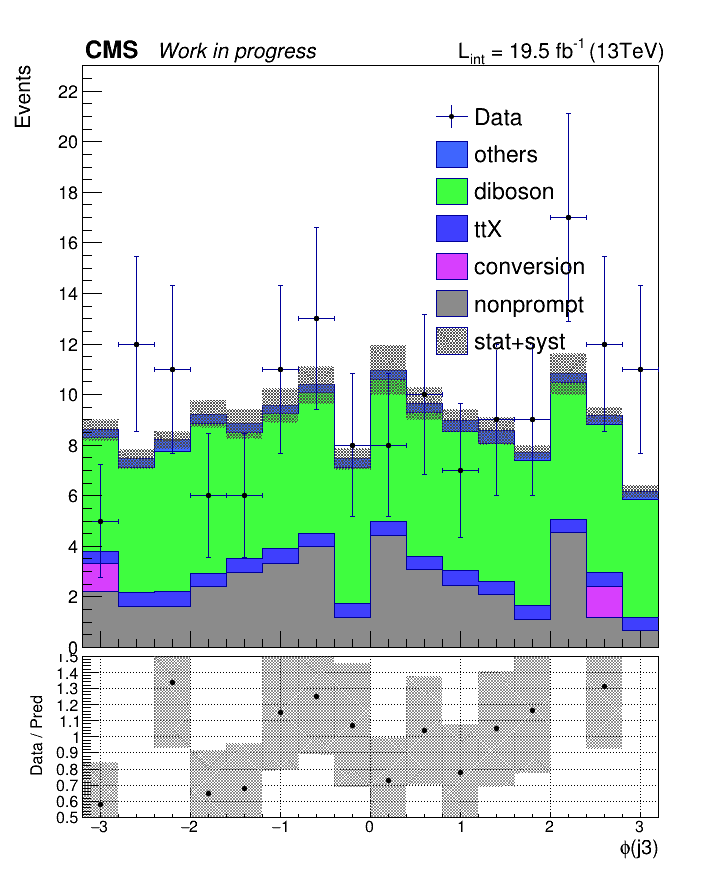 CMS Work in progress L_int = 19.5 fb^-1 (13TeV)
Events
22
20
18
16
14
12
10
8
6
4
2
0
Data
others
diboson
ttX
conversion
nonprompt
stat+syst
Data / Pred
1.5
1.4
1.3
1.2
1.1
1
0.9
0.8
0.7
0.6
0.5
−3 −2 −1 0 1 2 3
ϕ(j3)